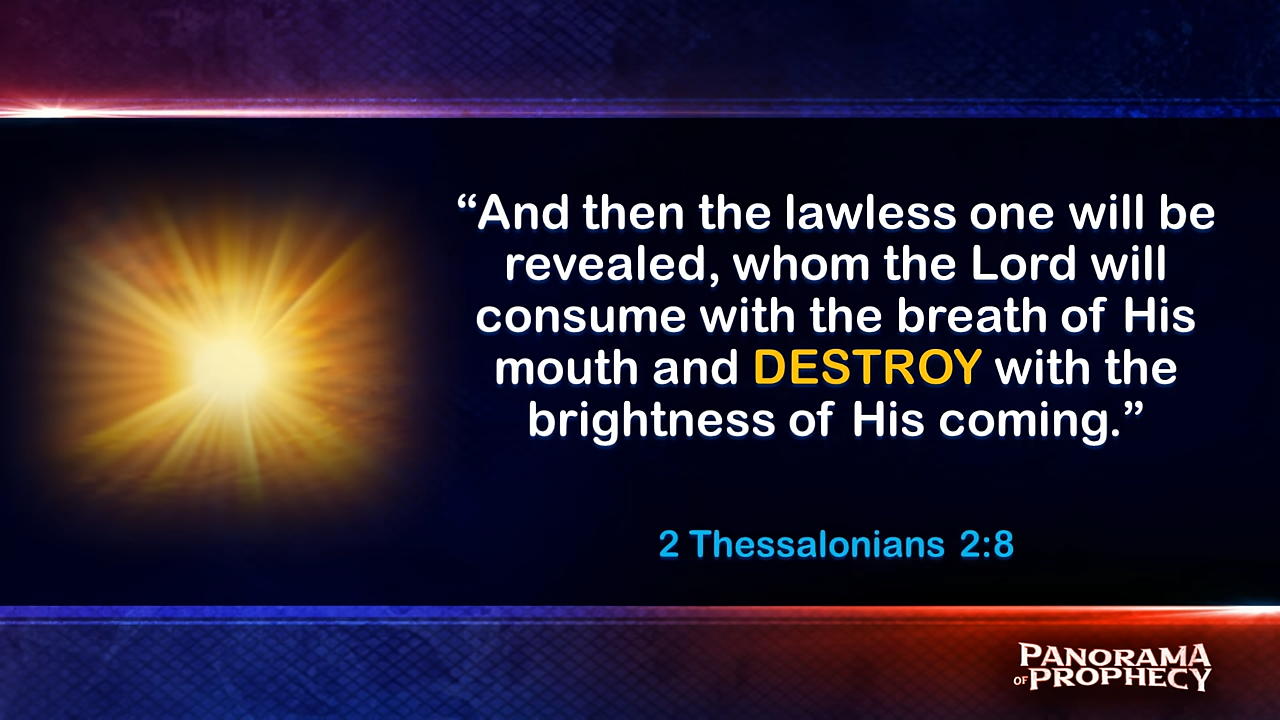 “And then the lawless one will be
revealed, whom the Lord will
consume with the breath of His
mouth and DESTROY with the
brightness of His coming.”
2 Thessalonians 2:8
PANORAMA
OF PROPHECY